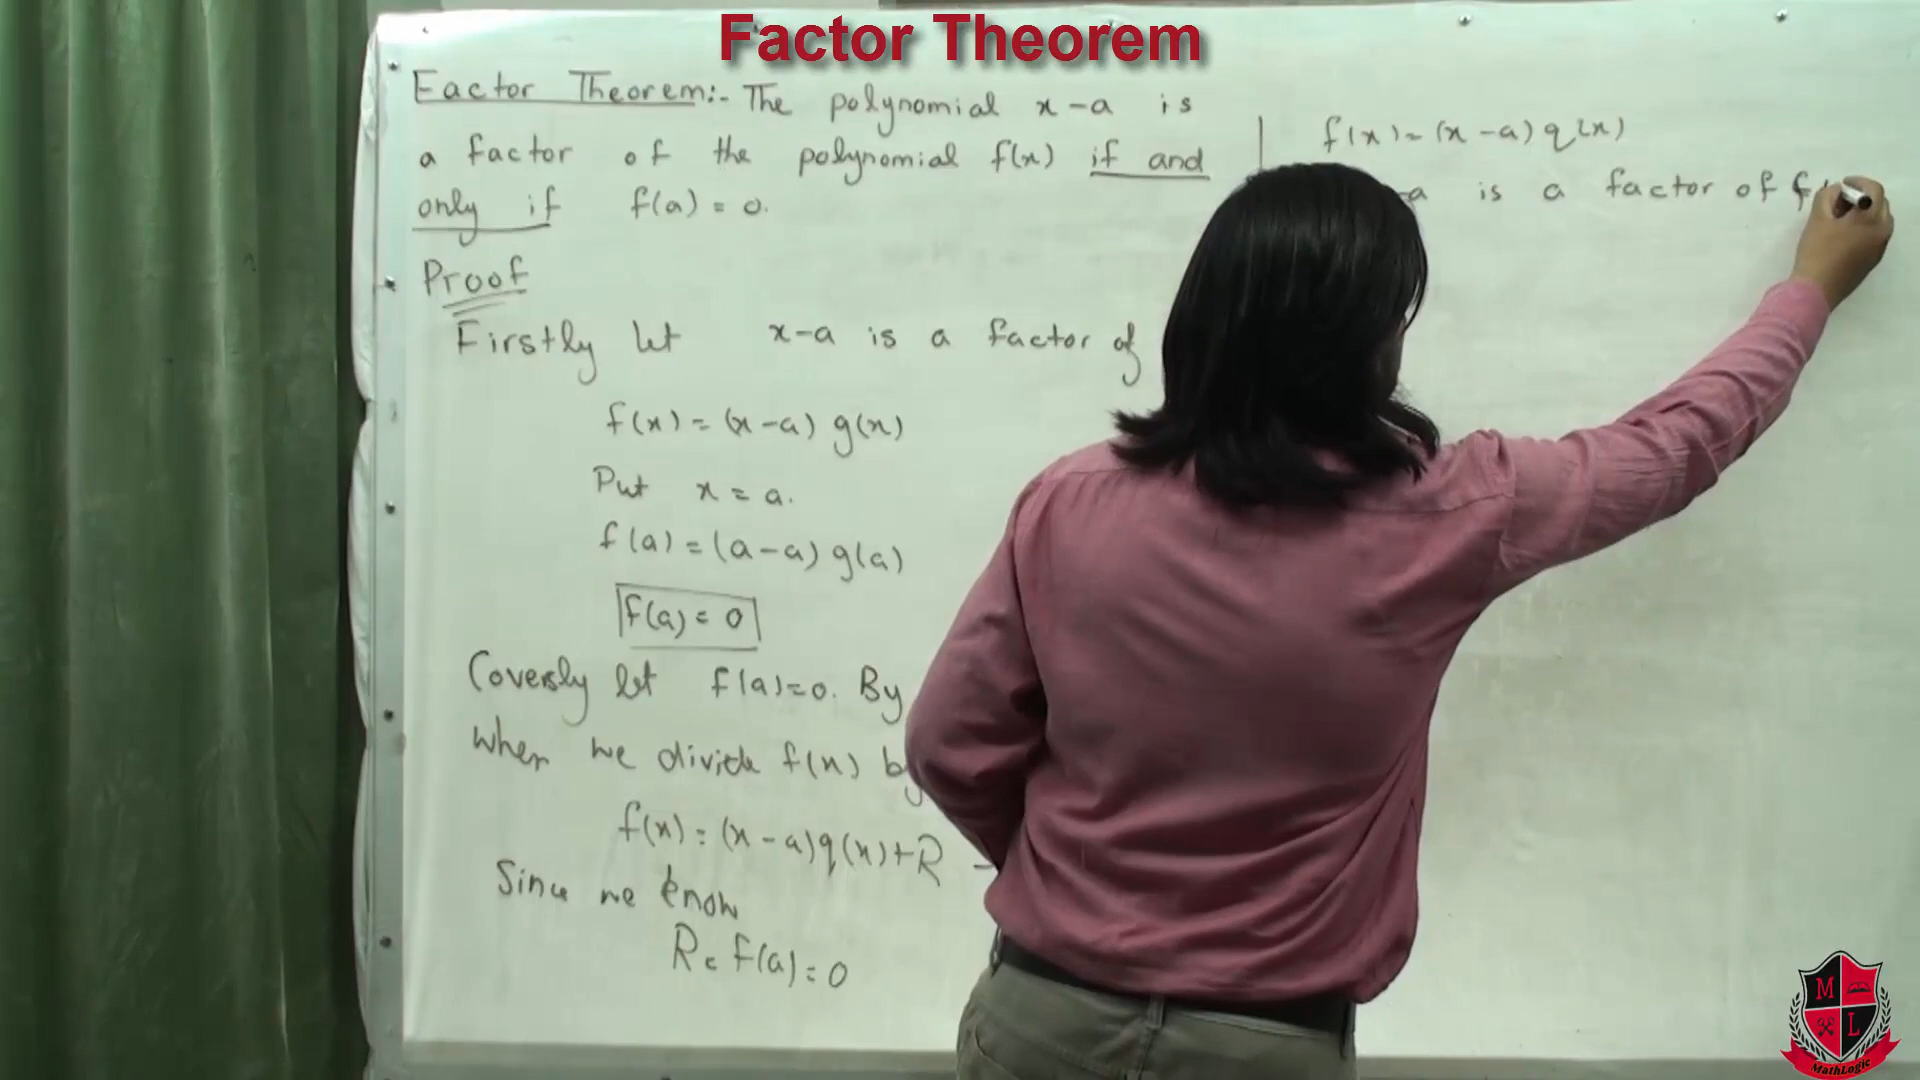 Factor Theorem
Factor Theorem:- The polynomial x-a is
a factor of the polynomial f(x) if and
only if f(a) = 0.
Proof
Firstly let x-a is a factor of
f(x) = (x-a) g(x)
Put x = a.
f(a) = (a-a) g(a)
f(a) = 0
Coversly let f(a)=0. By
when we divide f(x) by
f(x) = (x-a)q(x)+R -
Since we know
R = f(a) = 0
f(x) = (x-a) q(x)
-a is a factor of f
M L
MathLogic